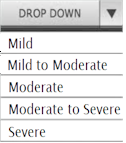 DROP DOWN
Mild
Mild to Moderate
Moderate
Moderate to Severe
Severe